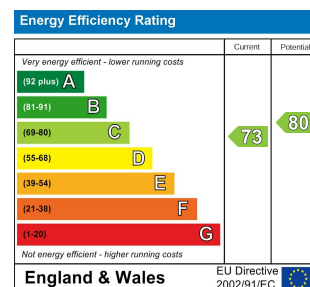 Energy Efficiency Rating
Current Potential
Very energy efficient - lower running costs
(92 plus) A
(81-91) B
(69-80) C
(55-68) D
(39-54) E
(21-38) F
(1-20) G
73
80
Not energy efficient - higher running costs
England & Wales
EU Directive
2002/91/EC